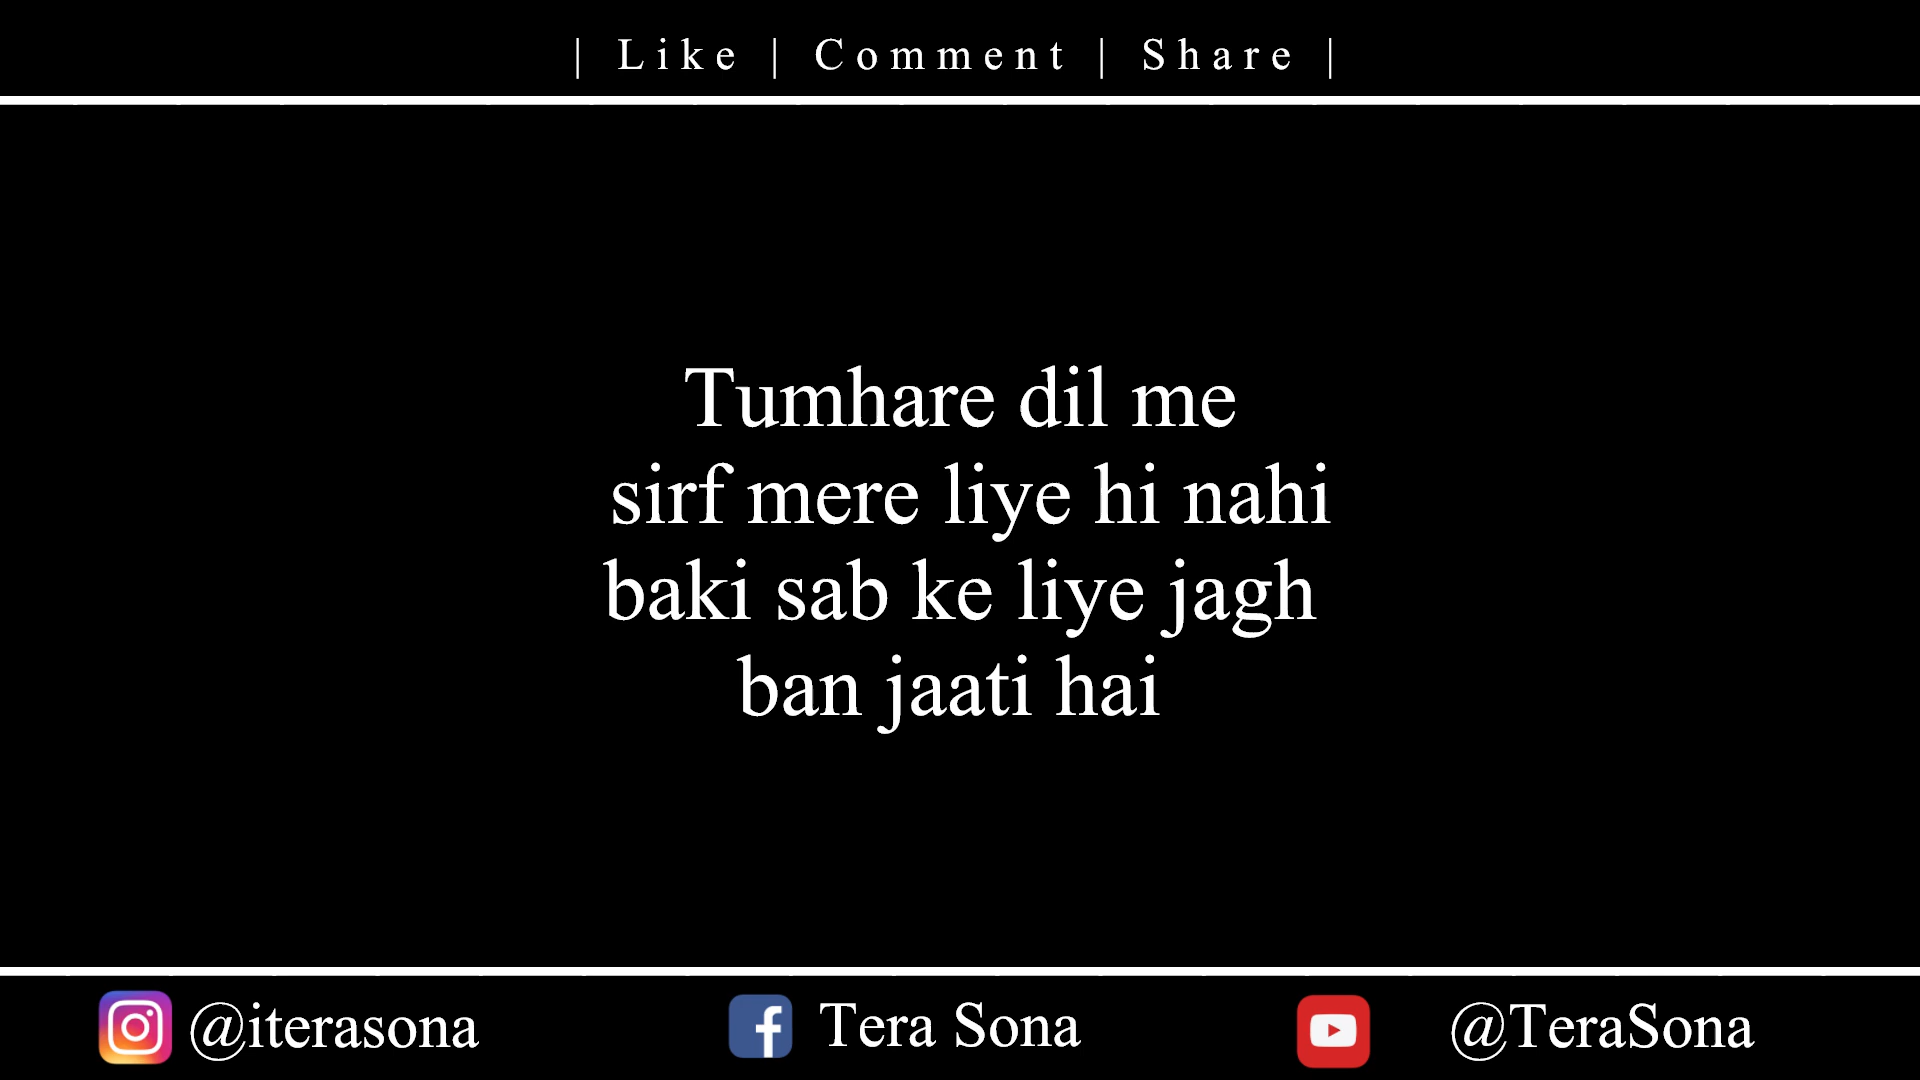 | Like | Comment | Share |
Tumhare dil me
sirf mere liye hi nahi
baki sab ke liye jagh
ban jaati hai
@iterasona Tera Sona @TeraSona